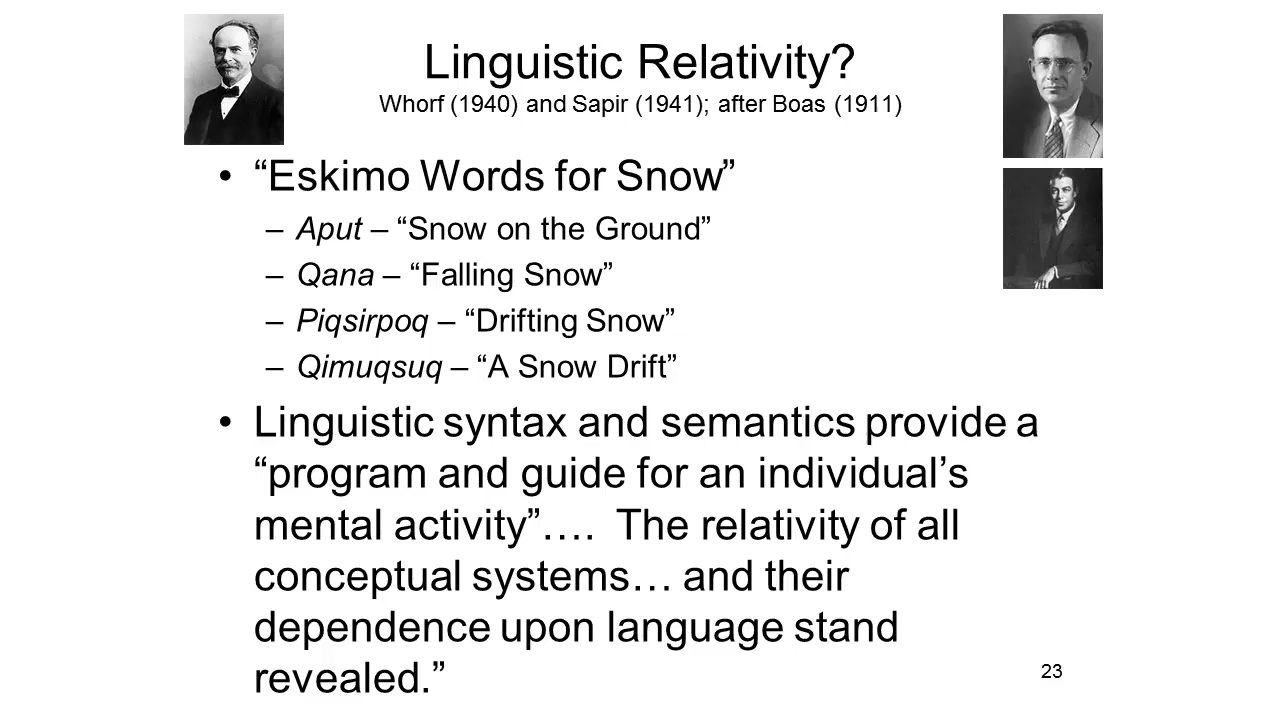 Linguistic Relativity?
Whorf (1940) and Sapir (1941); after Boas (1911)
• “Eskimo Words for Snow”
– Aput – “Snow on the Ground”
– Qana – “Falling Snow”
– Piqsirpoq – “Drifting Snow”
– Qimuqsuq – “A Snow Drift”
• Linguistic syntax and semantics provide a
“program and guide for an individual’s
mental activity”…. The relativity of all
conceptual systems… and their
dependence upon language stand
revealed.”
23